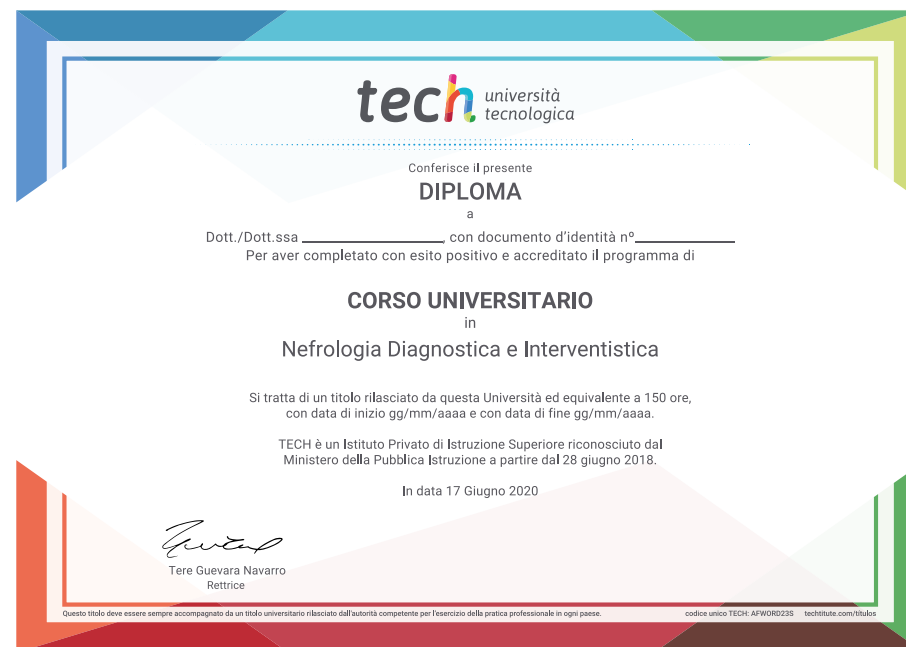 tech università
tecnologica
Conferisce il presente
DIPLOMA
a
Dott./Dott.ssa ________________, con documento d'identità nº____________
Per aver completato con esito positivo e accreditato il programma di
CORSO UNIVERSITARIO
in
Nefrologia Diagnostica e Interventistica
Si tratta di un titolo rilasciato da questa Università ed equivalente a 150 ore,
con data di inizio gg/mm/aaaa e con data di fine gg/mm/aaaa.
TECH è un Istituto Privato di Istruzione Superiore riconosciuto dal
Ministero della Pubblica Istruzione a partire dal 28 giugno 2018.
In data 17 Giugno 2020
Tere Guevara Navarro
Rettrice
Questo titolo deve essere sempre accompagnato da un titolo universitario rilasciato dall'autorità competente per l'esercizio della pratica professionale in ogni paese. codice unico TECH: AFWORD23S techtitute.com/titulos